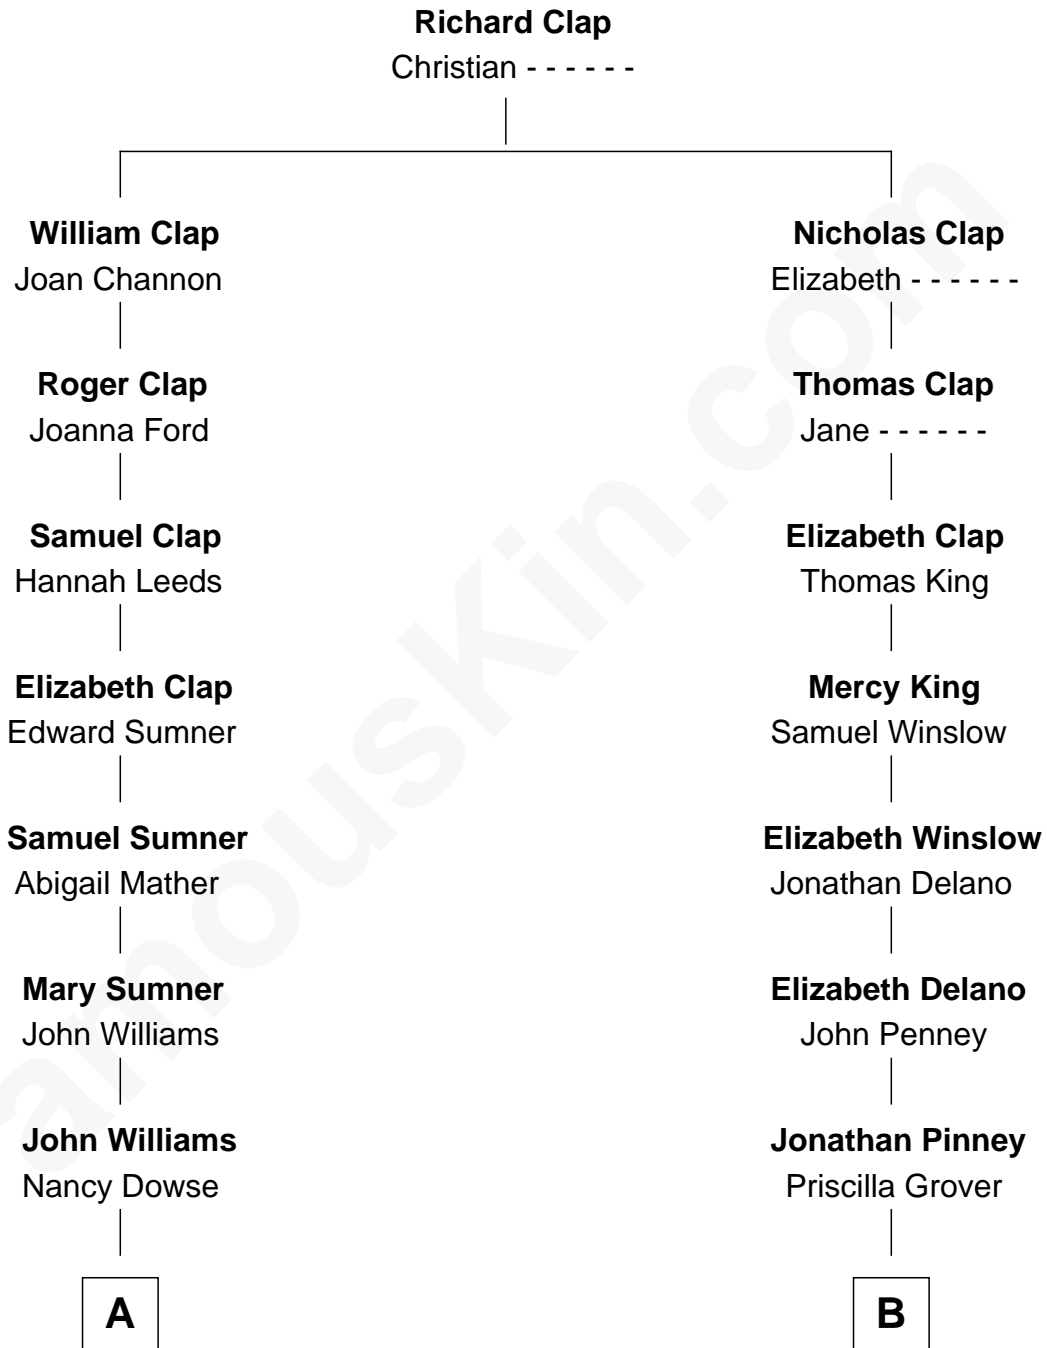 Richard Clap
Christian - - - - - -
William Clap
Joan Channon
Nicholas Clap
Elizabeth - - - - - -
Roger Clap
Joanna Ford
Thomas Clap
Jane - - - - - -
Samuel Clap
Hannah Leeds
Elizabeth Clap
Thomas King
Elizabeth Clap
Edward Sumner
Mercy King
Samuel Winslow
Samuel Sumner
Abigail Mather
Elizabeth Winslow
Jonathan Delano
Mary Sumner
John Williams
Elizabeth Delano
John Penney
John Williams
Nancy Dowse
Jonathan Pinney
Priscilla Grover
A
B
amousKin.com